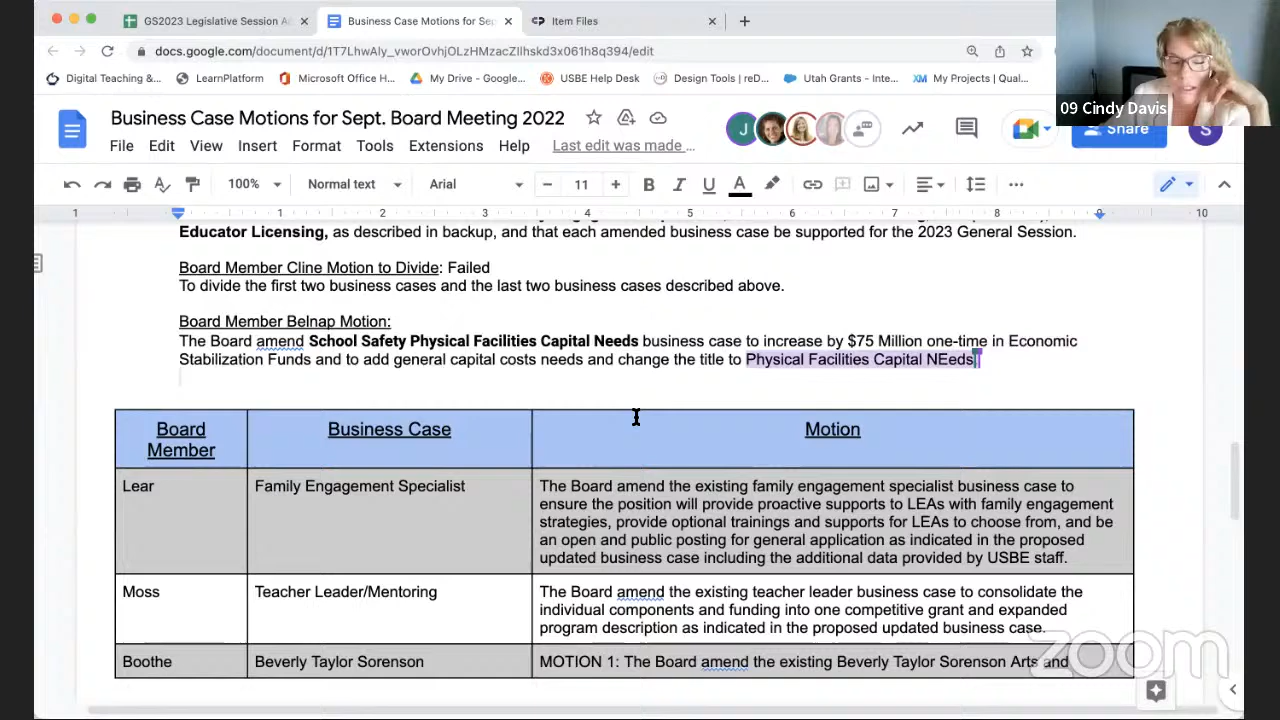 GS2023 Legislative Session A
Business Case Motions for Sep
Item Files
docs.google.com/document/d/1T7LhwAly_vworOvhjOLzHMzacZIlhskd3x061h8q394/edit
Digital Teaching &... LearnPlatform Microsoft Office H... My Drive - Google... USBE Help Desk Design Tools | reD... Utah Grants - Inte... XM My Projects | Qual...
09 Cindy Davis
Business Case Motions for Sept. Board Meeting 2022
J
Share
S
File Edit View Insert Format Tools Extensions Help Last edit was made ...
100% Normal text Arial 11 B I U A
1 1 2 3 4 5 6 7 8 9 10
Educator Licensing, as described in backup, and that each amended business case be supported for the 2023 General Session.
Board Member Cline Motion to Divide: Failed
To divide the first two business cases and the last two business cases described above.
Board Member Belnap Motion:
The Board amend School Safety Physical Facilities Capital Needs business case to increase by $75 Million one-time in Economic
Stabilization Funds and to add general capital costs needs and change the title to Physical Facilities Capital NEeds
Board Member
Business Case
Motion
Lear
Family Engagement Specialist
The Board amend the existing family engagement specialist business case to
ensure the position will provide proactive supports to LEAs with family engagement
strategies, provide optional trainings and supports for LEAs to choose from, and be
an open and public posting for general application as indicated in the proposed
updated business case including the additional data provided by USBE staff.
Moss
Teacher Leader/Mentoring
The Board amend the existing teacher leader business case to consolidate the
individual components and funding into one competitive grant and expanded
program description as indicated in the proposed updated business case.
Boothe
Beverly Taylor Sorenson
MOTION 1: The Board amend the existing Beverly Taylor Sorenson Arts and
zoom